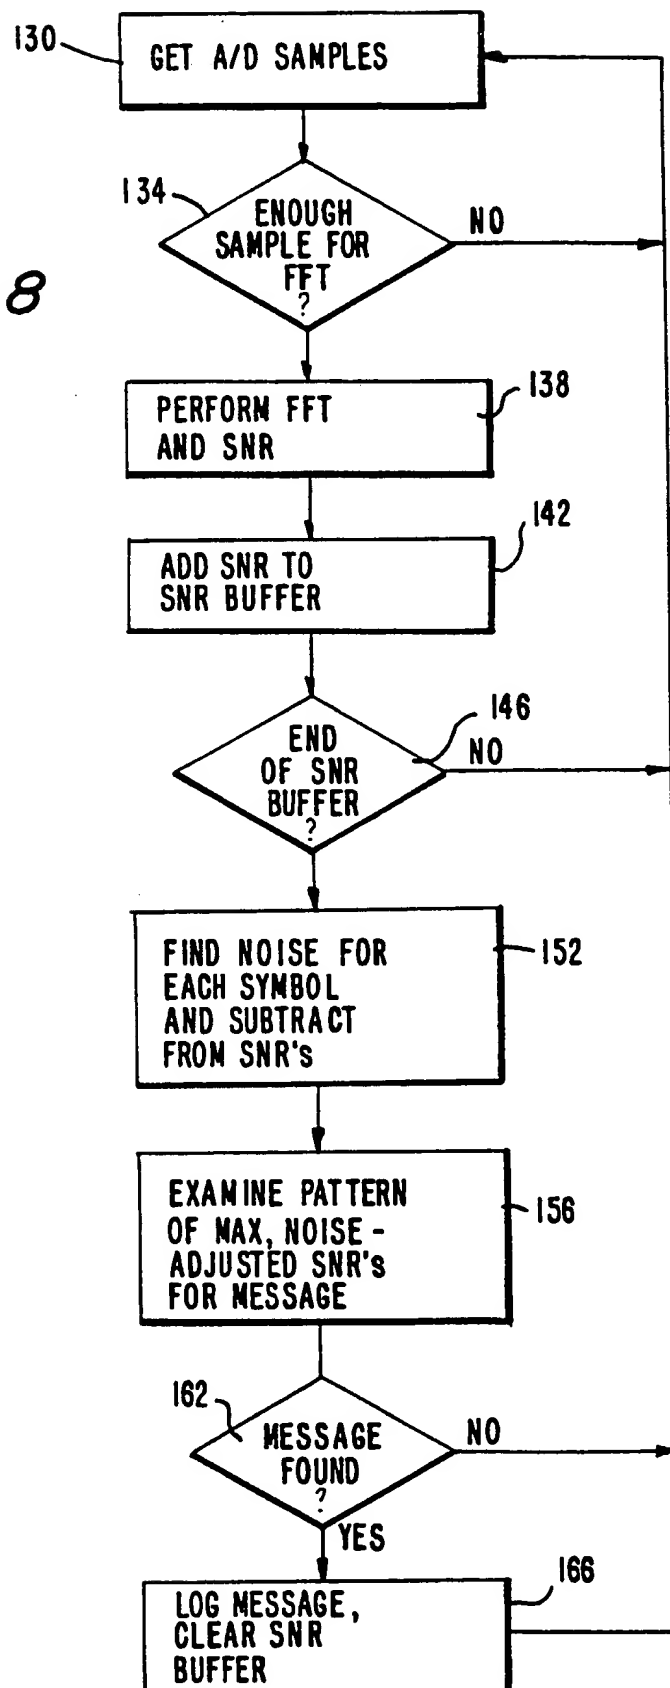 130
GET A/D SAMPLES
134
ENOUGH
SAMPLE FOR
FFT
?
NO
8
PERFORM FFT
AND SNR
138
ADD SNR TO
SNR BUFFER
142
END
OF SNR
BUFFER
?
146
NO
FIND NOISE FOR
EACH SYMBOL
AND SUBTRACT
FROM SNR's
152
EXAMINE PATTERN
OF MAX, NOISE-
ADJUSTED SNR's
FOR MESSAGE
156
162
MESSAGE
FOUND
?
NO
YES
LOG MESSAGE,
CLEAR SNR
BUFFER
166